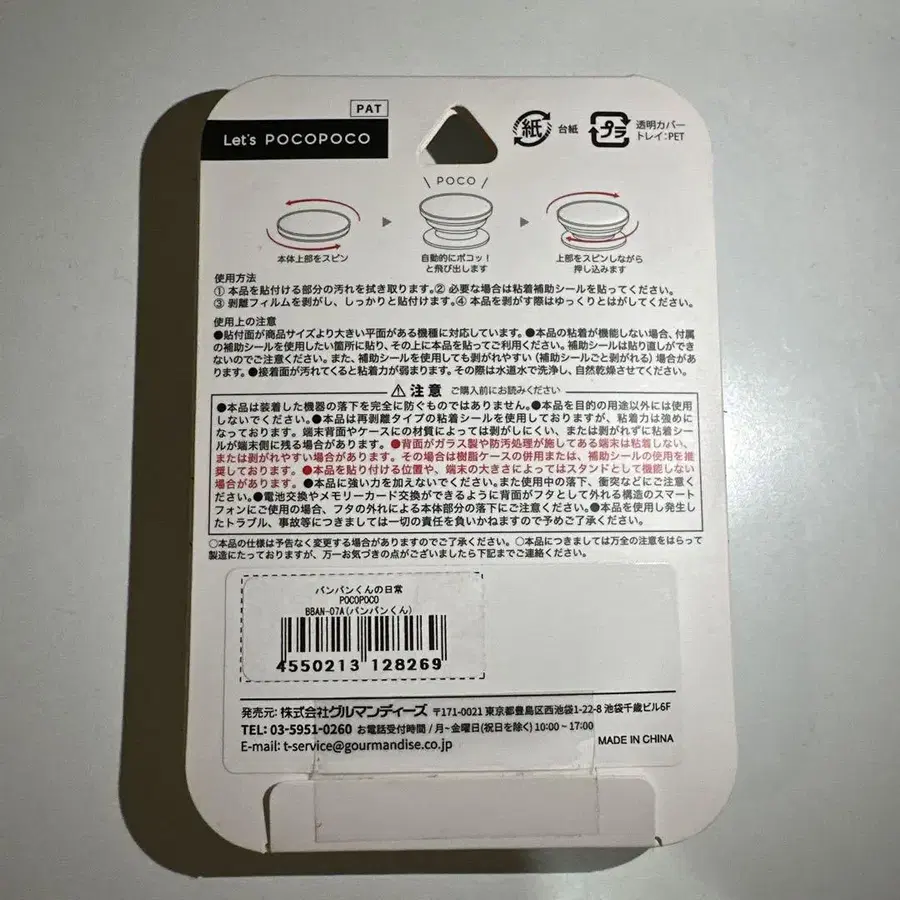 PAT
Let's POCOPOCO
紙
台紙
プラ
透明カバー
トレイ:PET
\ POCO /
本体上部をスピン
自動的にポコッ!
と飛び出します
上部をスピンしながら
押し込みます
使用方法
① 本品を貼付ける部分の汚れを拭き取ります。② 必要な場合は粘着補助シールを貼ってください。
③ 剥離フィルムを剥がし、しっかりと貼付けます。④ 本品を剥がす際はゆっくりとはがしてください。
使用上の注意
●貼付面が商品サイズより大きい平面がある機種に対応しています。●本品の粘着が機能しない場合、付属
の補助シールを使用したい箇所に貼り、その上に本品を貼ってご利用ください。補助シールは貼り直しができ
ないのでご注意ください。また、補助シールを使用しても剥がれやすい(補助シールごと剥がれる)場合があ
ります。●接着面が汚れてくると粘着力が弱まります。その際は水道水で洗浄し、自然乾燥させてください。
注意 ご購入前にお読みください
●本品は装着した機器の落下を完全に防ぐものではありません。●本品を目的の用途以外には使用
しないでください。●本品は再剥離タイプの粘着シールを使用しておりますが、粘着力は強めに
なっております。端末背面やケースにの材質によっては剥がしにくい、または剥がれずに粘着シー
ルが端末側に残る場合があります。●背面がガラス製や防汚処理が施してある端末は粘着しない、
または剥がれやすい場合があります。その場合は樹脂ケースの併用または、補助シールの使用を推
奨しております。●本品を貼り付ける位置や、端末の大きさによってはスタンドとして機能しない
場合があります。●本品に強い力を加えないでください。また使用中の落下、衝突などにご注意く
ださい。●電池交換やメモリーカード交換ができるように背面がフタとして外れる構造のスマート
フォンにご使用の場合、フタの外れによる本体部分の落下にご注意ください。●本品を使用し発生し
たトラブル、事故等につきましては一切の責任を負いかねますので予めご了承ください。
○本品の仕様は予告なく変更する場合がありますのでご了承ください。○本品につきましては万全の注意をはらって
製造にたっておりますが、万一お気づきの点がございましたら下記までご連絡ください。
バンバンくんの日常
POCOPOCO
BBAN-07A(バンバンくん)
4550213 128269
発売元: 株式会社グルマンディーズ 〒171-0021 東京都豊島区西池袋1-22-8 池袋千歳ビル6F
TEL: 03-5951-0260 お電話受付時間 / 月~金曜日(祝日を除く) 10:00 ~ 17:00
E-mail: t-service@gourmandise.co.jp
MADE IN CHINA